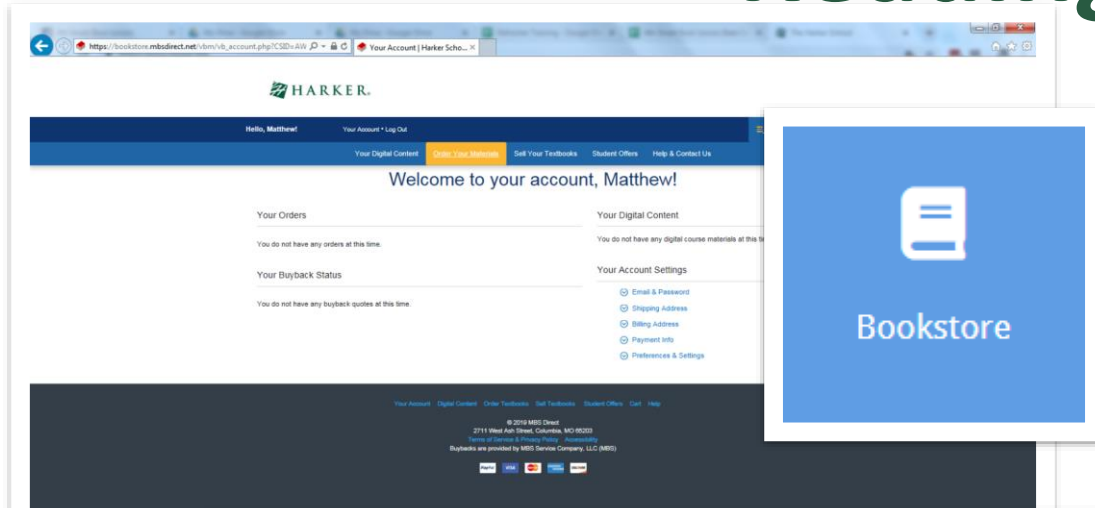 https://bookstore.mbsdirect.net/vbm/vb_account.php?CSID=AW
Your Account | Harker Scho...
HARKER.
Hello, Matthew!
Your Account • Log Out
Your Digital Content
Order Your Materials
Sell Your Textbooks
Student Offers
Help & Contact Us
Welcome to your account, Matthew!
Your Orders
You do not have any orders at this time.
Your Buyback Status
You do not have any buyback quotes at this time.
Your Digital Content
You do not have any digital course materials at this
Your Account Settings
Email & Password
Shipping Address
Billing Address
Payment Info
Preferences & Settings
Bookstore
Your Account Digital Content Order Textbooks Sell Textbooks Student Offers Cart Help
© 2019 MBS Direct
2711 West Ash Street, Columbia, MO 65203
Terms of Service & Privacy Policy Accessibility
Buybacks are provided by MBS Service Company, LLC (MBS)
PayPal VISA